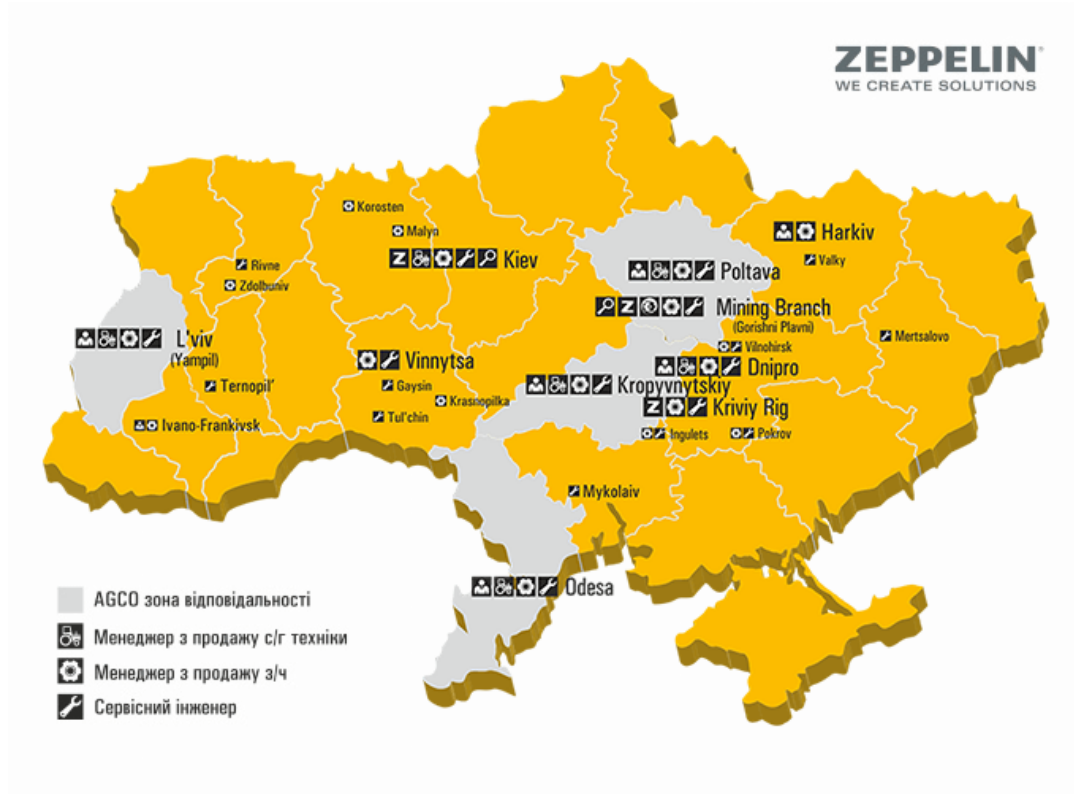 ZEPPELIN®
WE CREATE SOLUTIONS
Korosten
Malyn
Z Kiev
Harkiv
Valky
Rivne
Zdolbuniv
Poltava
Z Mining Branch
(Gorishni Plavni)
L'viv
(Yampil)
Vilnohirsk
Mertsalovo
Vinnytsa
Dnipro
Ternopil'
Gaysin
Kropyvnytskiy
Krasnopilka
Z Kriviy Rig
Tul'chin
Ivano-Frankivsk
Ingulets
Pokrov
Mykolaiv
Odesa
AGCO зона відповідальності
Менеджер з продажу с/г техніки
Менеджер з продажу з/ч
Сервісний інженер